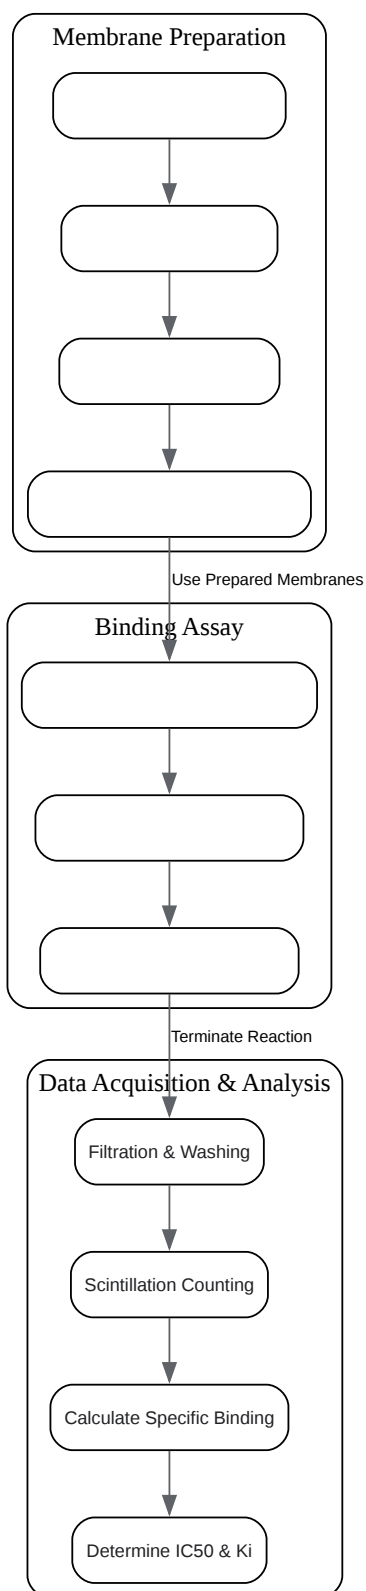 Membrane Preparation
Use Prepared Membranes
Binding Assay
Terminate Reaction
Data Acquisition & Analysis
Filtration & Washing
Scintillation Counting
Calculate Specific Binding
Determine IC50 & Ki